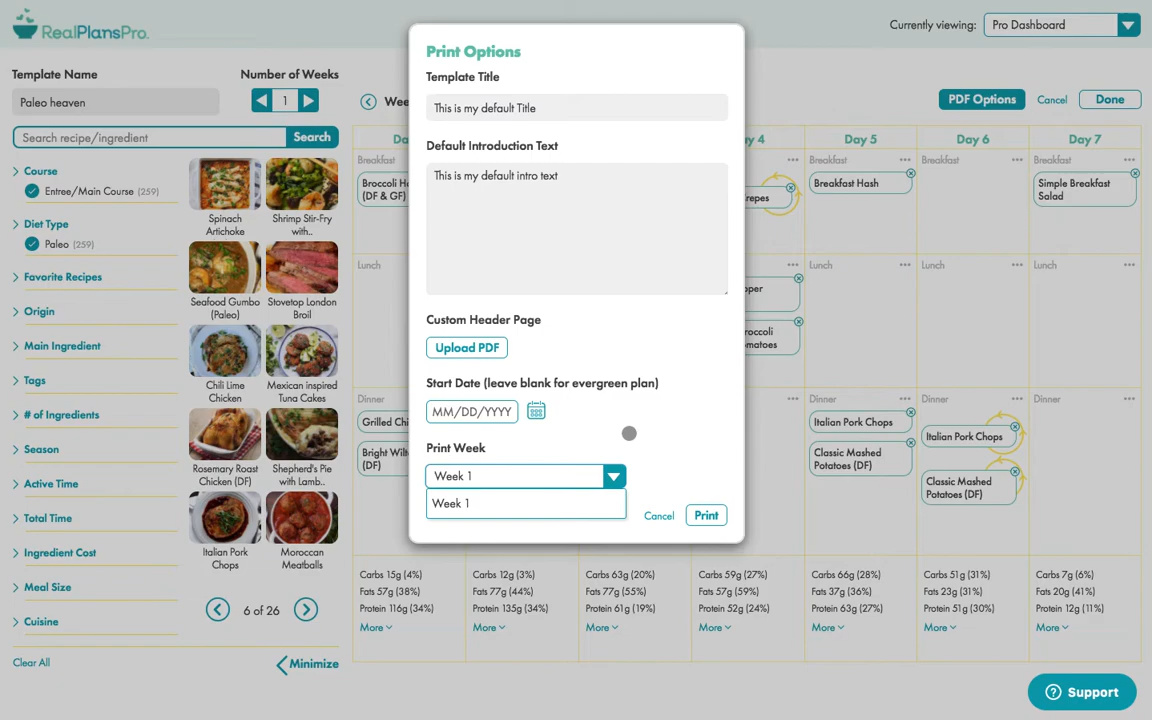 RealPlansPro.
Currently viewing:
Pro Dashboard
Template Name
Number of Weeks
Paleo heaven
1
Search recipe/ingredient
Search
Course
Entree/Main Course (259)
Diet Type
Paleo (259)
Favorite Recipes
Origin
Main Ingredient
Tags
# of Ingredients
Season
Active Time
Total Time
Ingredient Cost
Meal Size
Cuisine
Clear All
Spinach
Artichoke
Shrimp Stir-Fry
with..
Seafood Gumbo
(Paleo)
Stovetop London
Broil
Chili Lime
Chicken
Mexican inspired
Tuna Cakes
Rosemary Roast
Chicken (DF)
Shepherd's Pie
with Lamb..
Italian Pork
Chops
Moroccan
Meatballs
6 of 26
Minimize
Print Options
Template Title
This is my default Title
Default Introduction Text
This is my default intro text
Custom Header Page
Upload PDF
Start Date (leave blank for evergreen plan)
MM/DD/YYYY
Print Week
Week 1
Week 1
Cancel
Print
PDF Options
Cancel
Done
Day 5
Day 6
Day 7
Breakfast
Broccoli
(DF & GF)
Breakfast
Breakfast Hash
Breakfast
Breakfast
Simple Breakfast
Salad
Lunch
Lunch
Lunch
Lunch
Dinner
Grilled
Bright
(DF)
Dinner
Italian Pork Chops
Classic Mashed
Potatoes (DF)
Dinner
Italian Pork Chops
Classic Mashed
Potatoes (DF)
Dinner
Carbs 15g (4%)
Fats 57g (38%)
Protein 116g (34%)
More
Carbs 12g (3%)
Fats 77g (44%)
Protein 135g (34%)
More
Carbs 63g (20%)
Fats 77g (55%)
Protein 61g (19%)
More
Carbs 59g (27%)
Fats 57g (59%)
Protein 52g (24%)
More
Carbs 66g (28%)
Fats 37g (36%)
Protein 63g (27%)
More
Carbs 51g (31%)
Fats 23g (31%)
Protein 51g (30%)
More
Carbs 7g (6%)
Fats 20g (41%)
Protein 12g (11%)
More
Support